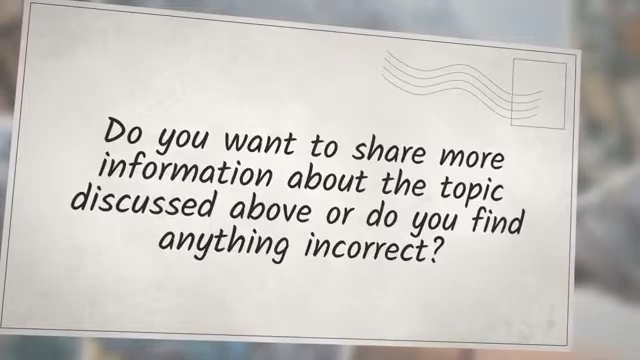 Do you want to share more
information about the topic
discussed above or do you find
anything incorrect?